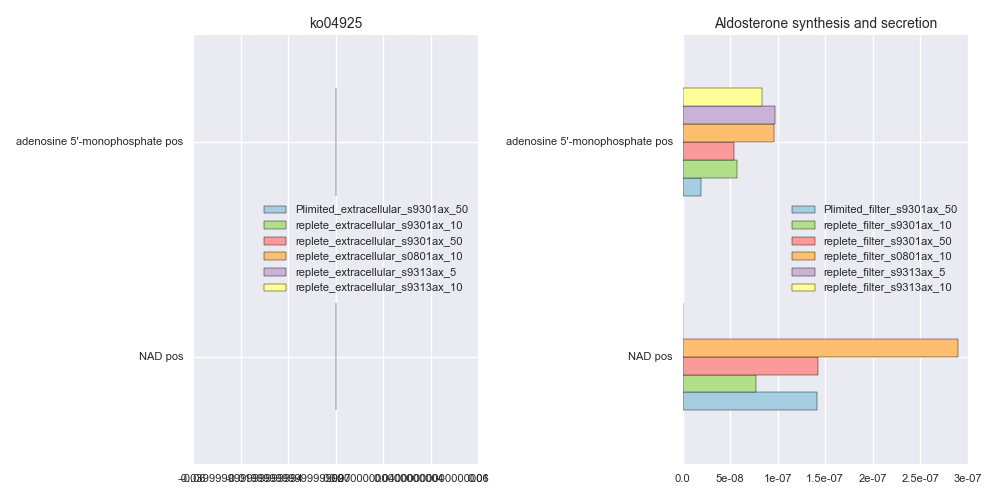 ko04925
adenosine 5'-monophosphate pos
NAD pos
Plimited_extracellular_s9301ax_50
replete_extracellular_s9301ax_10
replete_extracellular_s9301ax_50
replete_extracellular_s0801ax_10
replete_extracellular_s9313ax_5
replete_extracellular_s9313ax_10
Aldosterone synthesis and secretion
adenosine 5'-monophosphate pos
NAD pos
Plimited_filter_s9301ax_50
replete_filter_s9301ax_10
replete_filter_s9301ax_50
replete_filter_s0801ax_10
replete_filter_s9313ax_5
replete_filter_s9313ax_10
0.0 5e-08 1e-07 1.5e-07 2e-07 2.5e-07 3e-07